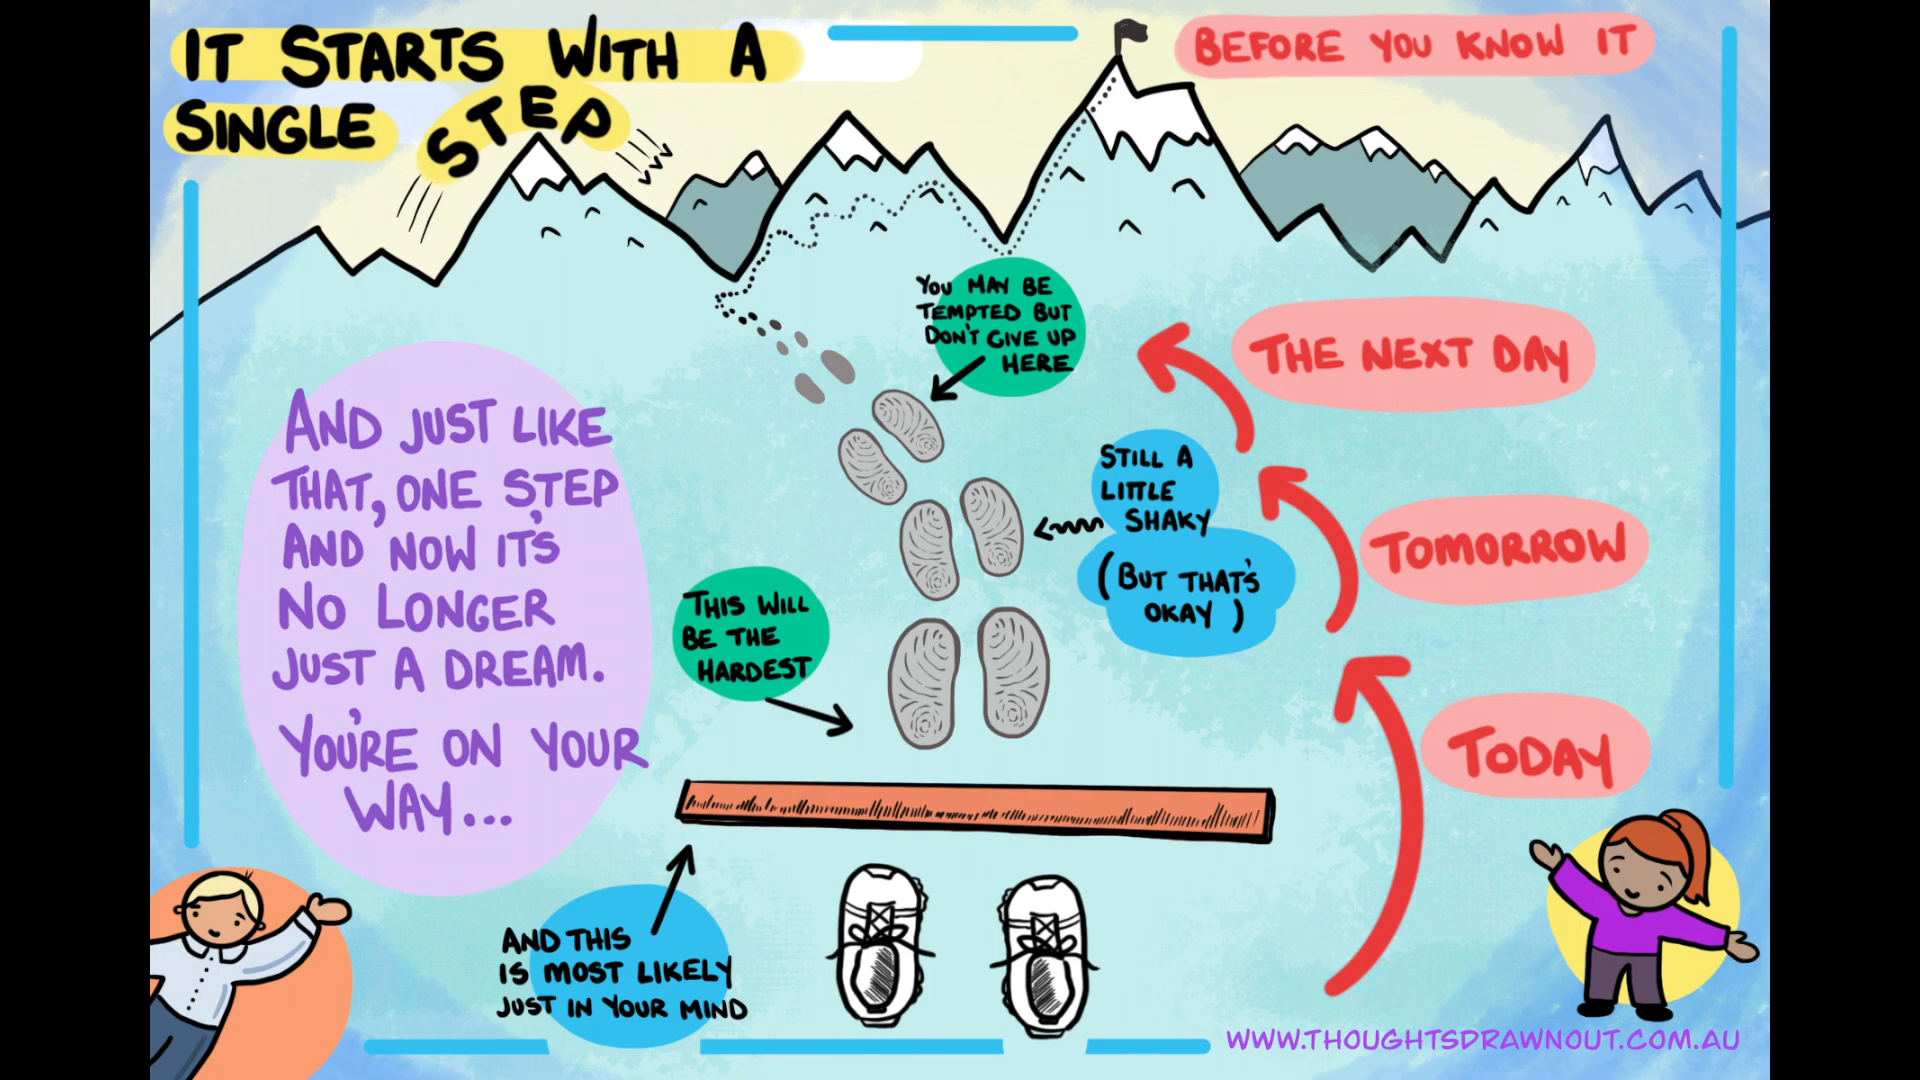 IT STARTS WITH A
SINGLE STEP
BEFORE YOU KNOW IT
YOU MAY BE
TEMPTED BUT
DON'T GIVE UP
HERE
THE NEXT DAY
AND JUST LIKE
THAT, ONE STEP
AND NOW IT'S
NO LONGER
JUST A DREAM.
YOU'RE ON YOUR
WAY...
STILL A
LITTLE
SHAKY
(BUT THAT'S
OKAY)
TOMORROW
THIS WILL
BE THE
HARDEST
TODAY
AND THIS
IS MOST LIKELY
JUST IN YOUR MIND
WWW.THOUGHTSDRAWNOUT.COM.AU